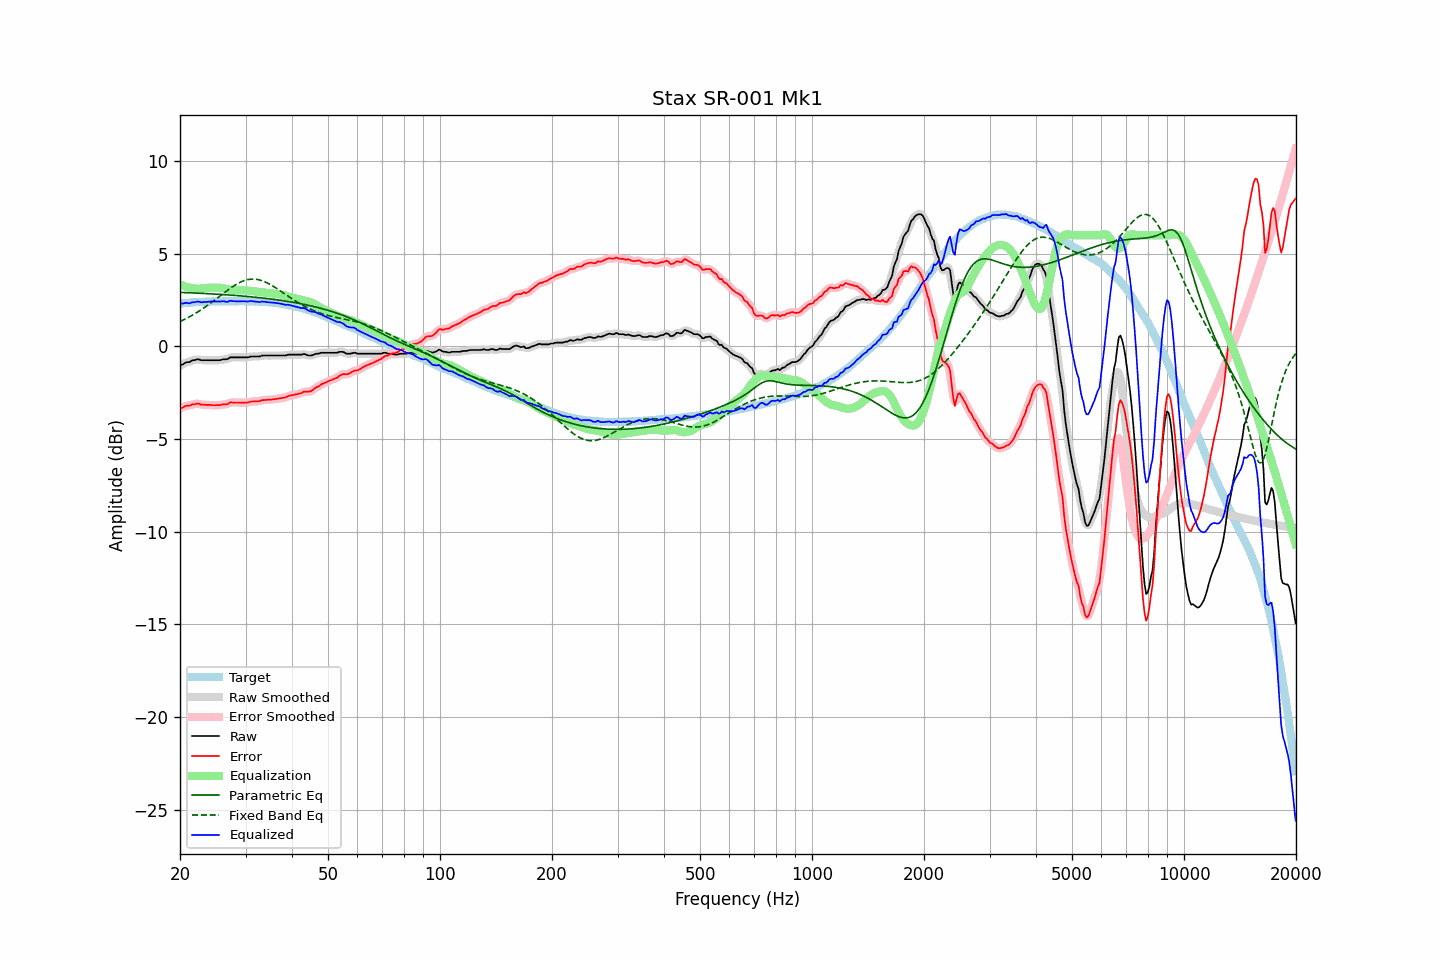 Stax SR-001 Mk1
Amplitude (dBr)
10
5
0
−5
−10
−15
−20
−25
Target
Raw Smoothed
Error Smoothed
Raw
Error
Equalization
Parametric Eq
Fixed Band Eq
Equalized
20 50 100 200 500 1000 2000 5000 10000 20000
Frequency (Hz)